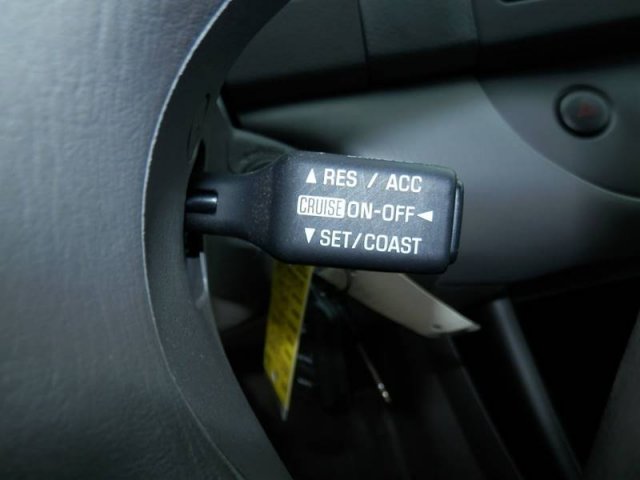 ▲ RES / ACC
CRUISE ON-OFF◄
▼ SET/COAST